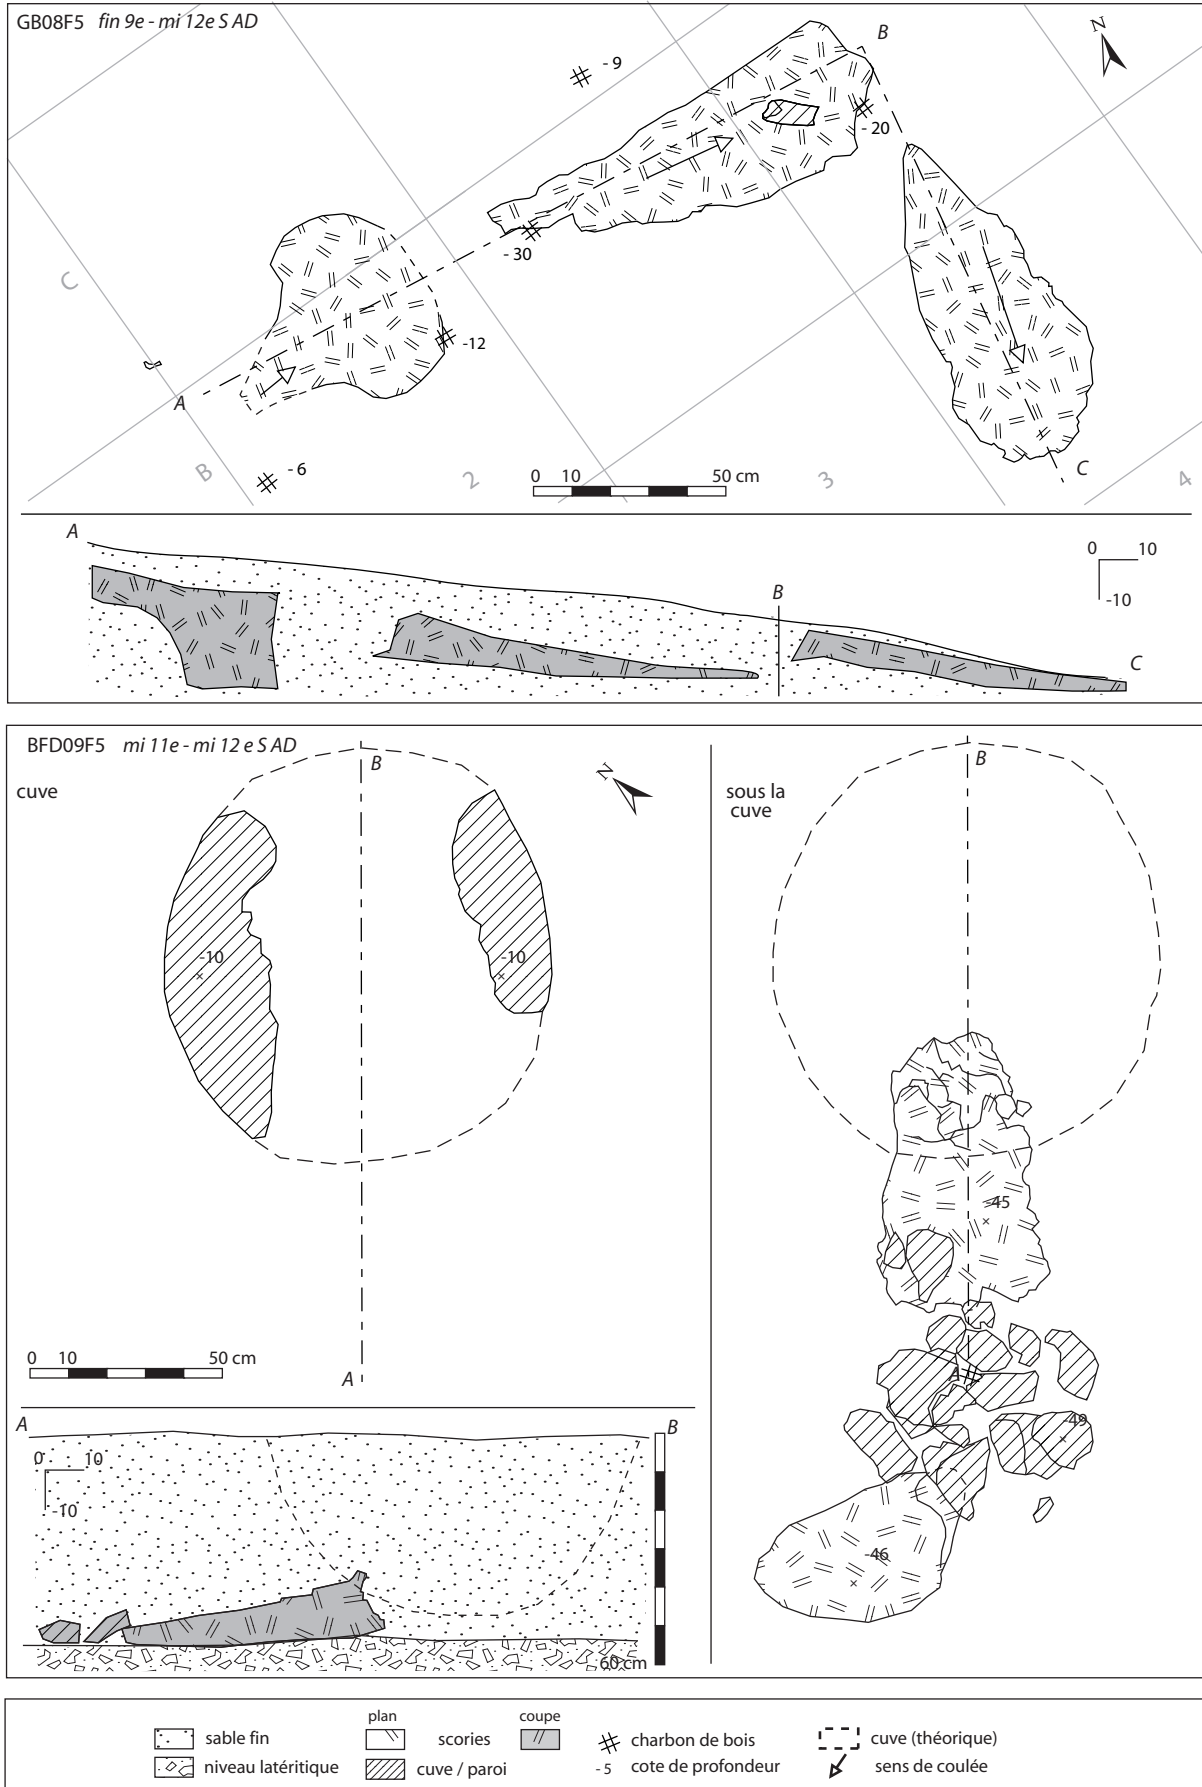 GB08F5 fin 9e - mi 12e S AD
N
B
- 9
- 20
- 30
C
- 12
A
B
- 6
2
3
4
C
0 10 50 cm
A
B
C
0 10
-10
BFD09F5 mi 11e - mi 12 e S AD
cuve
B
N
-10
-10
0 10 50 cm
A
sous la
cuve
B
-45
A
-49
-46
A
B
0 10
-10
60 cm
plan
coupe
sable fin
scories
charbon de bois
cuve (théorique)
niveau latéritique
cuve / paroi
- 5 cote de profondeur
sens de coulée